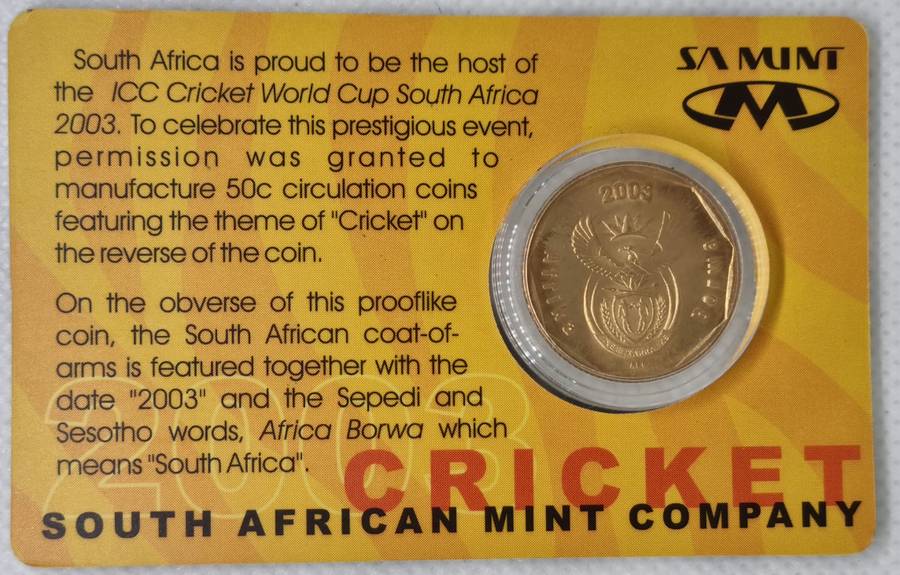 South Africa is proud to be the host of
the ICC Cricket World Cup South Africa
2003. To celebrate this prestigious event,
permission was granted to
manufacture 50c circulation coins
featuring the theme of "Cricket" on
the reverse of the coin.
On the obverse of this prooflike
coin, the South African coat-of-
arms is featured together with the
date "2003" and the Sepedi and
Sesotho words, Africa Borwa which
means "South Africa".
SA MINT
2003
2003
CRICKET
SOUTH AFRICAN MINT COMPANY